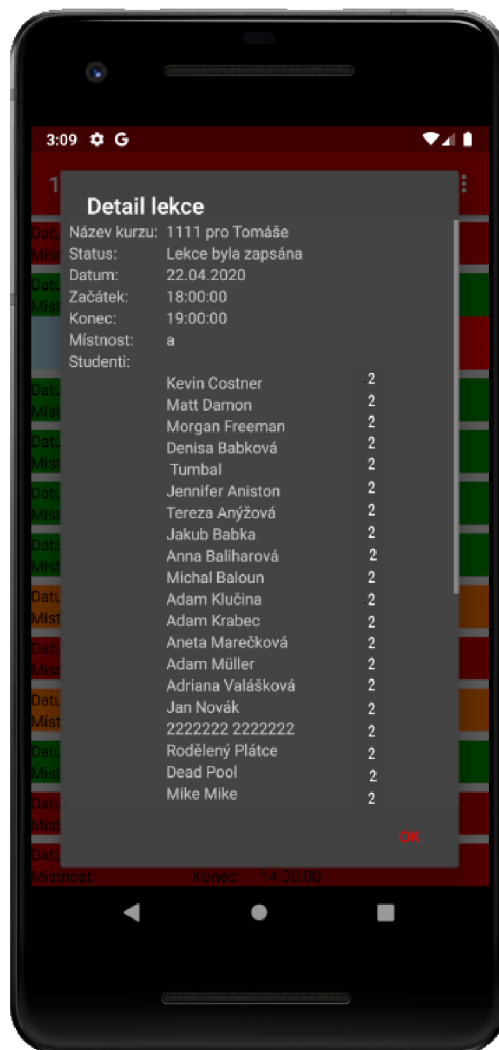 3:09 G
1
Detail lekce
Název kurzu: 1111 pro Tomáše
Status: Lekce byla zapsána
Datum: 22.04.2020
Začátek: 18:00:00
Konec: 19:00:00
Místnost: a
Studenti:
Kevin Costner 2
Matt Damon 2
Morgan Freeman 2
Denisa Babková 2
Tumbal 2
Jennifer Aniston 2
Tereza Anýžová 2
Jakub Babka 2
Anna Baliharová 2
Michal Baloun 2
Adam Klučina 2
Adam Krabec 2
Aneta Marečková 2
Adam Müller 2
Adriana Valášková 2
Jan Novák 2
2222222 2222222 2
Rodělený Plátce 2
Dead Pool 2
Mike Mike 2
OK
Místnost: Konec: 14:00:00